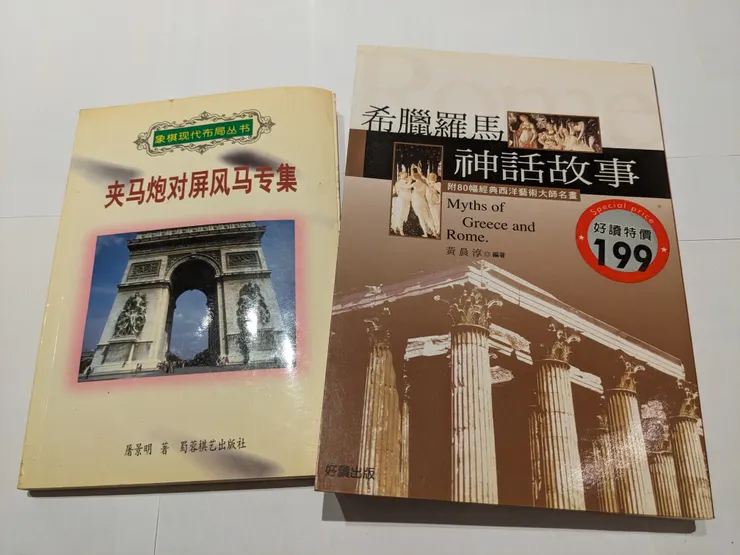 象棋现代布局丛书
夹马炮对屏风马专集
屠景明 著 蜀蓉棋艺出版社
希臘羅馬
神話故事
附80幅經典西洋藝術大師名畫
Myths of
Greece and
Rome.
黃晨淳◎編著
Special price
好讀特價
199
好讀出版